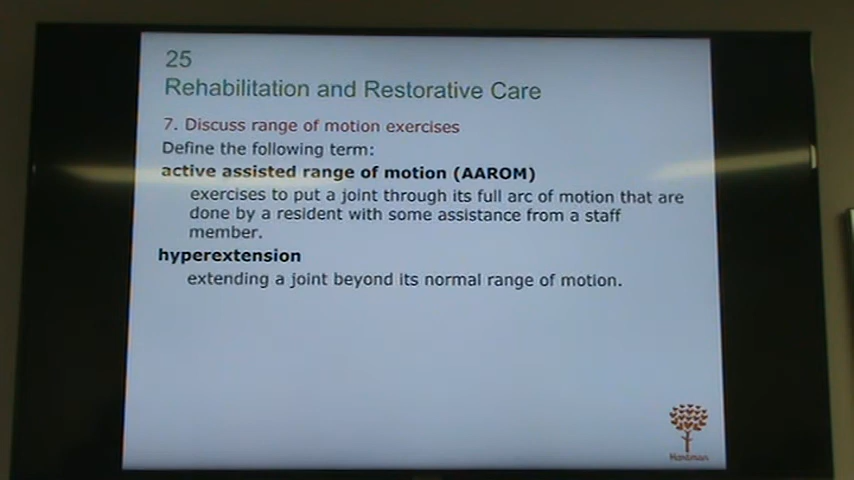 25
Rehabilitation and Restorative Care
7. Discuss range of motion exercises
Define the following term:
active assisted range of motion (AAROM)
exercises to put a joint through its full arc of motion that are
done by a resident with some assistance from a staff
member.
hyperextension
extending a joint beyond its normal range of motion.
Hartman